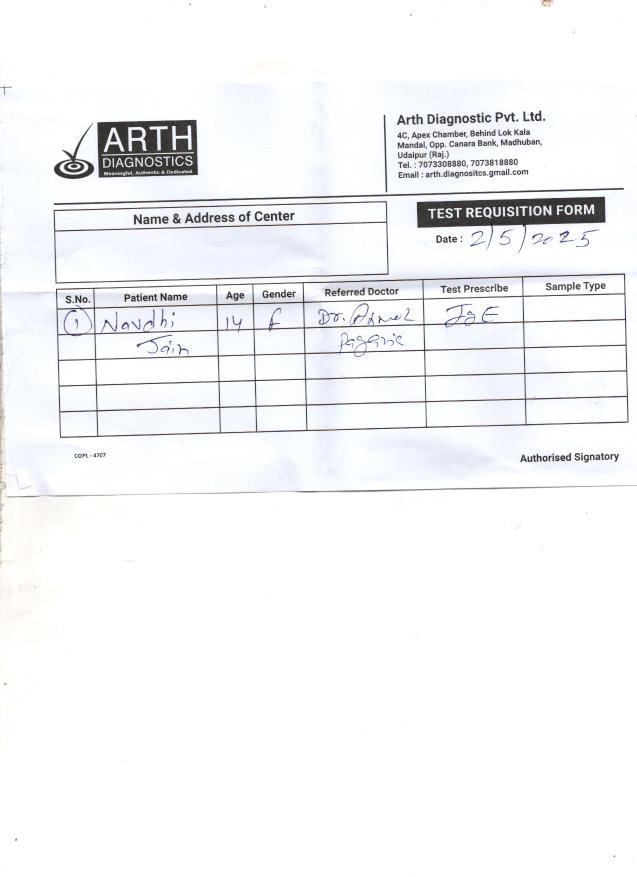 ARTH
DIAGNOSTICS
Meaningful, Authentic & Dedicated
Arth Diagnostic Pvt. Ltd.
4C, Apex Chamber, Behind Lok Kala
Mandal, Opp. Canara Bank, Madhuban,
Udaipur (Raj.)
Tel. : 7073308880, 7073818880
Email : arth.diagnositcs.gmail.com
Name & Address of Center
TEST REQUISITION FORM
Date : 2/5/2025
S.No. Patient Name Age Gender Referred Doctor Test Prescribe Sample Type
1 Navdhi 14 f Dr. IgE
Jain
COPL - 4707
Authorised Signatory